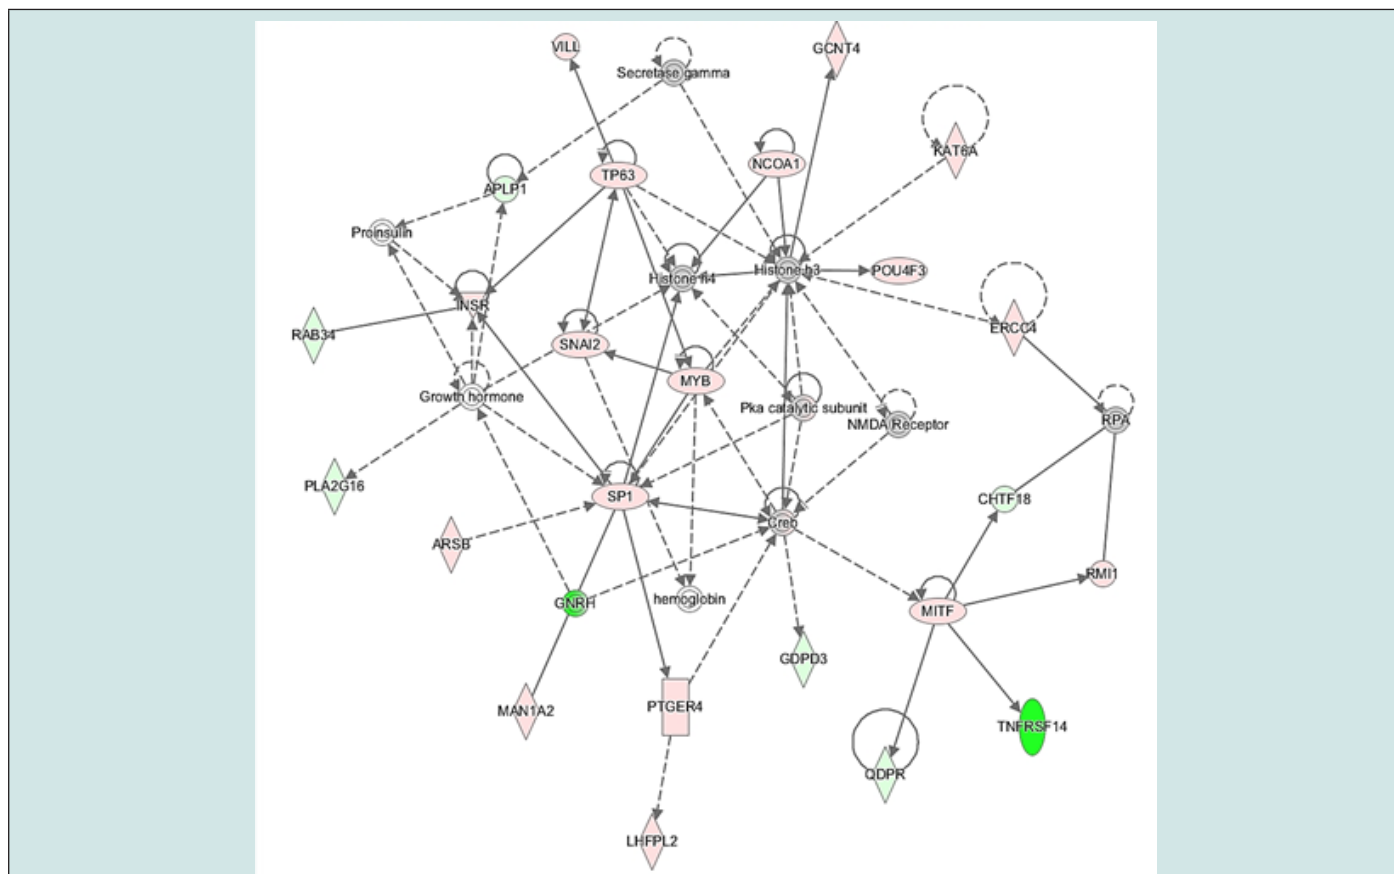 VILL
GCNT4
Secretase gamma
KAT6A
NCOA1
TP63
APLP1
Proinsulin
Histone h4
Histone h3
POU4F3
INSR
RAB34
SNAI2
ERCC4
MYB
Growth hormone
Pka catalytic subunit
NMDA Receptor
RPA
PLA2G16
SP1
CHTF18
Creb
ARSB
RMI1
GNRH
hemoglobin
MITF
GDPD3
MAN1A2
PTGER4
TNFRSF14
QDPR
LHFPL2